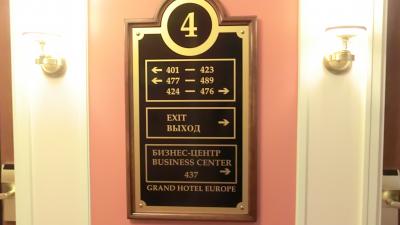 4
← 401 — 423
← 477 — 489
424 — 476 →
EXIT →
ВЫХОД
БИЗНЕС-ЦЕНТР
BUSINESS CENTER
437 →
GRAND HOTEL EUROPE